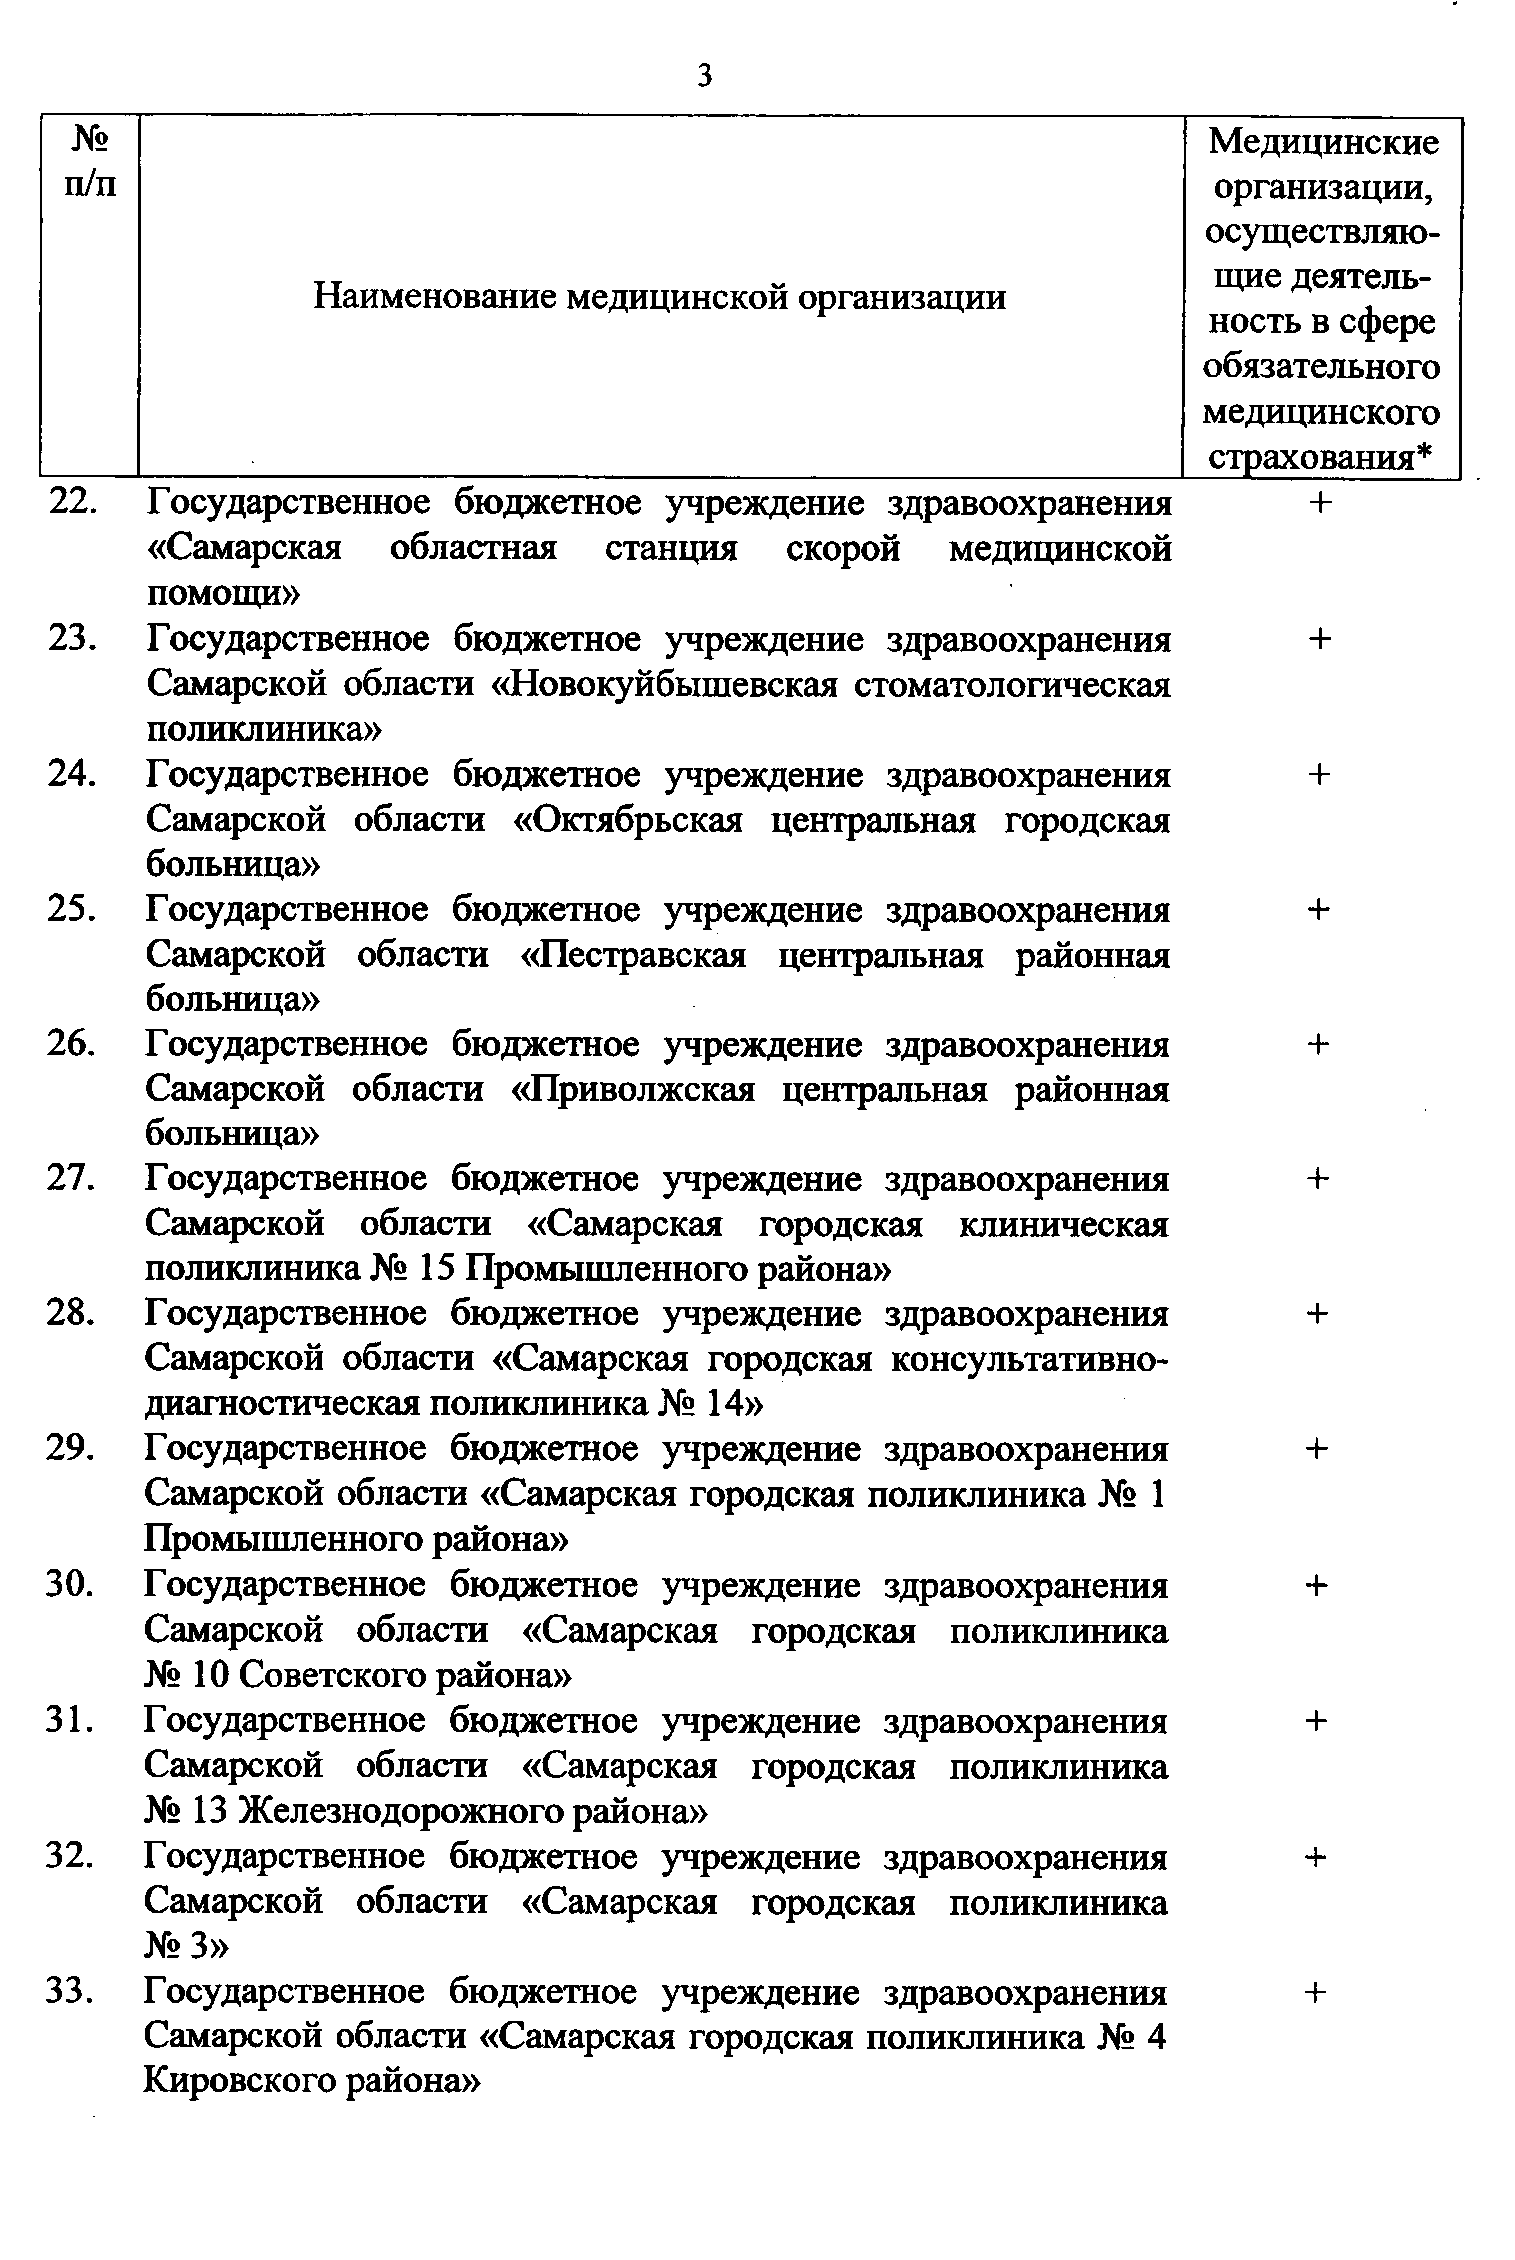 3
№
п/п
Наименование медицинской организации
Медицинские
организации,
осуществляю-
щие деятель-
ность в сфере
обязательного
медицинского
страхования*
22. Государственное бюджетное учреждение здравоохранения +
«Самарская областная станция скорой медицинской
помощи»
23. Государственное бюджетное учреждение здравоохранения +
Самарской области «Новокуйбышевская стоматологическая
поликлиника»
24. Государственное бюджетное учреждение здравоохранения +
Самарской области «Октябрьская центральная городская
больница»
25. Государственное бюджетное учреждение здравоохранения +
Самарской области «Пестравская центральная районная
больница»
26. Государственное бюджетное учреждение здравоохранения +
Самарской области «Приволжская центральная районная
больница»
27. Государственное бюджетное учреждение здравоохранения +
Самарской области «Самарская городская клиническая
поликлиника № 15 Промышленного района»
28. Государственное бюджетное учреждение здравоохранения +
Самарской области «Самарская городская консультативно-
диагностическая поликлиника № 14»
29. Государственное бюджетное учреждение здравоохранения +
Самарской области «Самарская городская поликлиника № 1
Промышленного района»
30. Государственное бюджетное учреждение здравоохранения +
Самарской области «Самарская городская поликлиника
№ 10 Советского района»
31. Государственное бюджетное учреждение здравоохранения +
Самарской области «Самарская городская поликлиника
№ 13 Железнодорожного района»
32. Государственное бюджетное учреждение здравоохранения +
Самарской области «Самарская городская поликлиника
№ 3»
33. Государственное бюджетное учреждение здравоохранения +
Самарской области «Самарская городская поликлиника № 4
Кировского района»